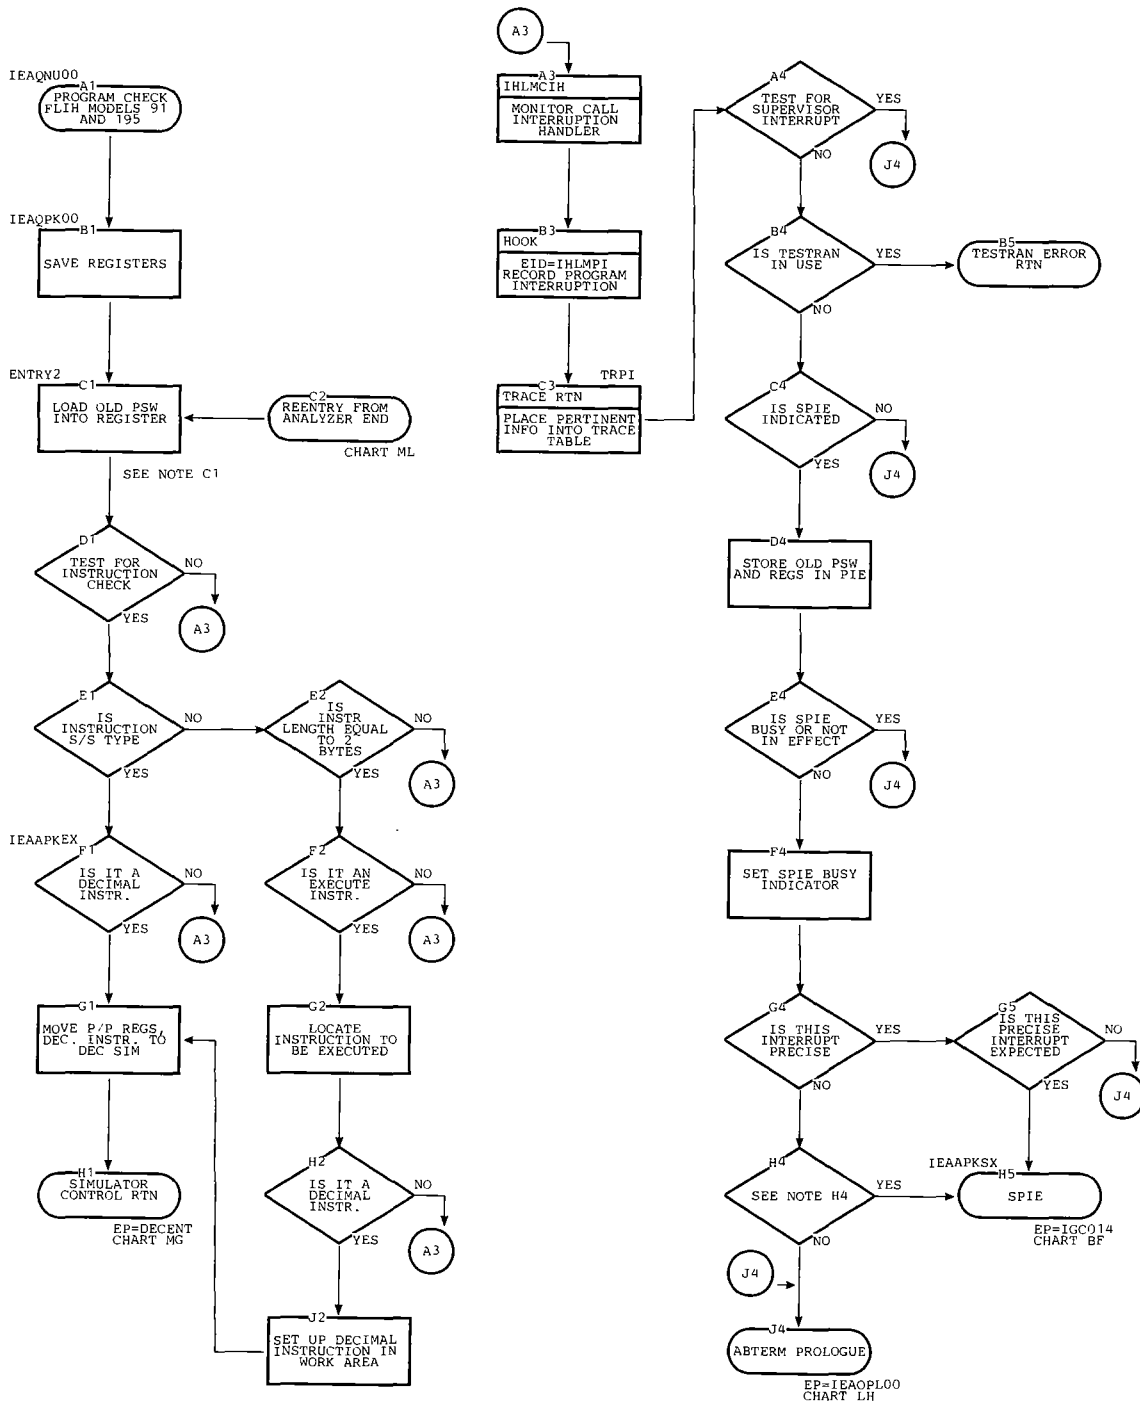 IEAQNU00
A1
PROGRAM CHECK
FLIH MODELS 91
AND 195
IEAQPK00
B1
SAVE REGISTERS
ENTRY2
C1
LOAD OLD PSW
INTO REGISTER
C2
REENTRY FROM
ANALYZER END
CHART ML
SEE NOTE C1
D1
TEST FOR
INSTRUCTION
CHECK
NO
YES
A3
E1
IS
INSTRUCTION
S/S TYPE
NO
YES
E2
IS
INSTR
LENGTH EQUAL
TO 2
BYTES
NO
YES
A3
IEAAPKEX
F1
IS IT A
DECIMAL
INSTR.
NO
YES
A3
F2
IS IT AN
EXECUTE
INSTR.
NO
YES
A3
G1
MOVE P/P REGS,
DEC. INSTR. TO
DEC SIM
G2
LOCATE
INSTRUCTION TO
BE EXECUTED
H1
SIMULATOR
CONTROL RTN
EP=DECENT
CHART MG
H2
IS IT A
DECIMAL
INSTR.
NO
YES
A3
J2
SET UP DECIMAL
INSTRUCTION IN
WORK AREA
A3
A3
IHLMCIH
MONITOR CALL
INTERRUPTION
HANDLER
B3
HOOK
EID=IHLMPI
RECORD PROGRAM
INTERRUPTION
TRPI
C3
TRACE RTN
PLACE PERTINENT
INFO INTO TRACE
TABLE
A4
TEST FOR
SUPERVISOR
INTERRUPT
YES
NO
J4
B4
IS TESTRAN
IN USE
YES
NO
B5
TESTRAN ERROR
RTN
C4
IS SPIE
INDICATED
NO
YES
J4
D4
STORE OLD PSW
AND REGS IN PIE
E4
IS SPIE
BUSY OR NOT
IN EFFECT
YES
NO
J4
F4
SET SPIE BUSY
INDICATOR
G4
IS THIS
INTERRUPT
PRECISE
YES
NO
G5
IS THIS
PRECISE
INTERRUPT
EXPECTED
NO
YES
J4
H4
SEE NOTE H4
YES
NO
IEAAPKSX
H5
SPIE
EP=IGC014
CHART BF
J4
J4
ABTERM PROLOGUE
EP=IEAOPL00
CHART LH